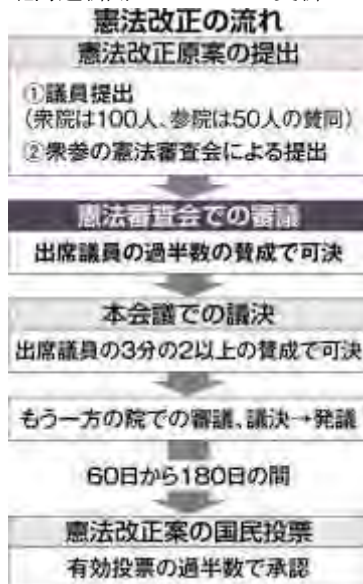 憲法改正の流れ
憲法改正原案の提出
①議員提出
(衆院は100人、参院は50人の賛同)
②衆参の憲法審査会による提出
憲法審査会での審議
出席議員の過半数の賛成で可決
本会議での議決
出席議員の3分の2以上の賛成で可決
もう一方の院での審議、議決→発議
60日から180日の間
憲法改正案の国民投票
有効投票の過半数で承認